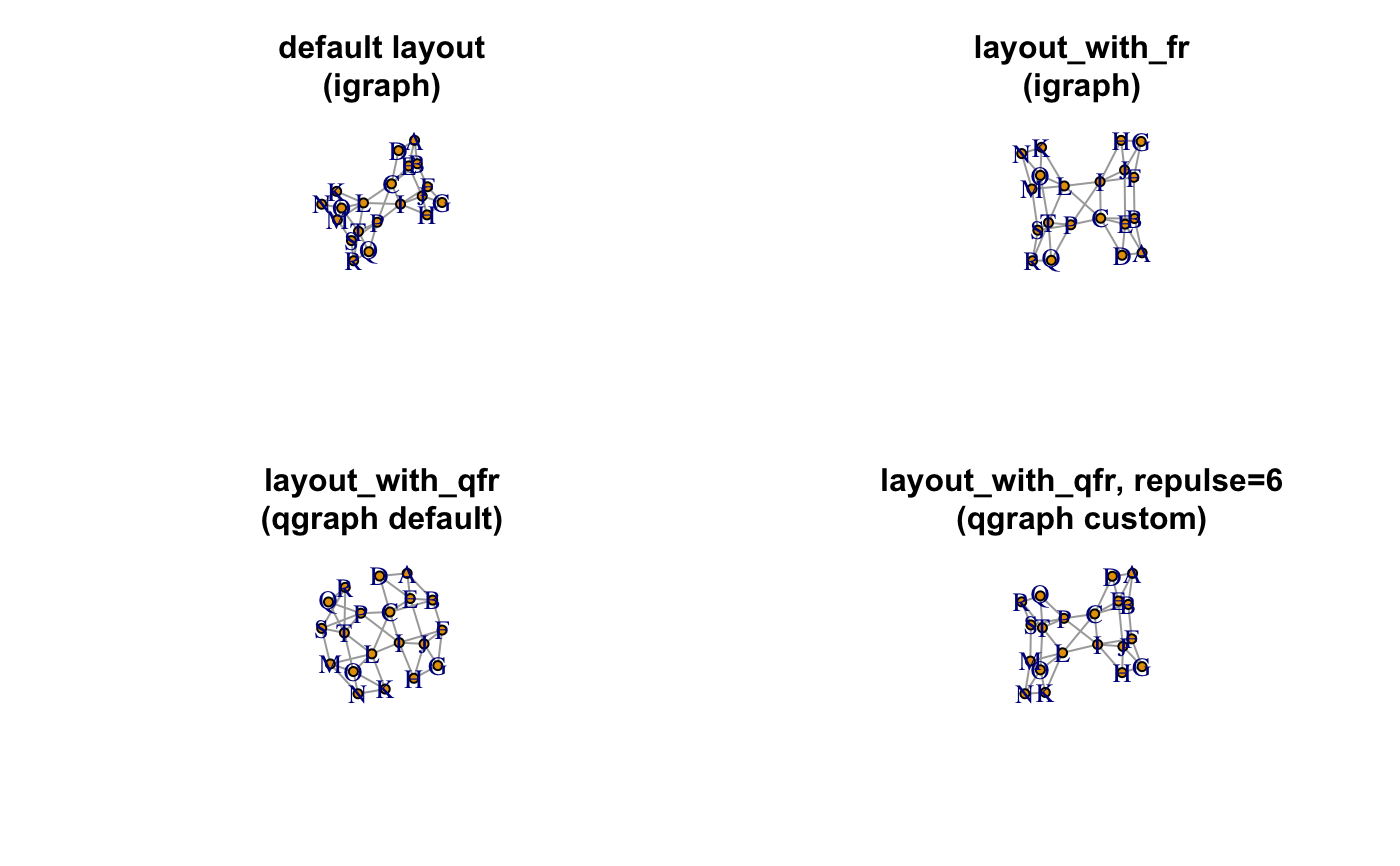 default layout
(igraph)
D
A
E
B
C
F
K
J
N
O
L
I
G
M
H
T
P
S
Q
R
layout_with_fr
(igraph)
H
G
N
K
J
F
O
M
L
I
C
B
T
P
E
S
R
Q
D
A
layout_with_qfr
(qgraph default)
D
A
R
Q
E
B
P
C
S
T
F
I
J
L
M
O
G
H
N
K
layout_with_qfr, repulse=6
(qgraph custom)
D
A
R
Q
E
B
C
P
S
T
F
I
J
L
M
O
G
H
N
K